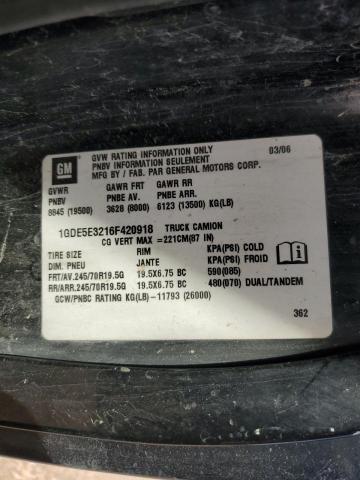 GM
GVW RATING INFORMATION ONLY 03/06
PNBV INFORMATION SEULEMENT
MFG BY / FAB. PAR GENERAL MOTORS CORP.
GVWR GAWR FRT GAWR RR
PNBV PNBE AV. PNBE ARR.
8845 (19500) 3628 (8000) 6123 (13500) KG(LB)
1GDE5E3216F420918 TRUCK CAMION
CG VERT MAX =221CM(87 IN)
TIRE SIZE RIM KPA(PSI) COLD
DIM. PNEU JANTE KPA(PSI) FROID
FRT/AV.245/70R19.5G 19.5X6.75 BC 590(085)
RR/ARR.245/70R19.5G 19.5X6.75 BC 480(070) DUAL/TANDEM
GCW/PNBC RATING KG(LB)-11793 (26000)
362